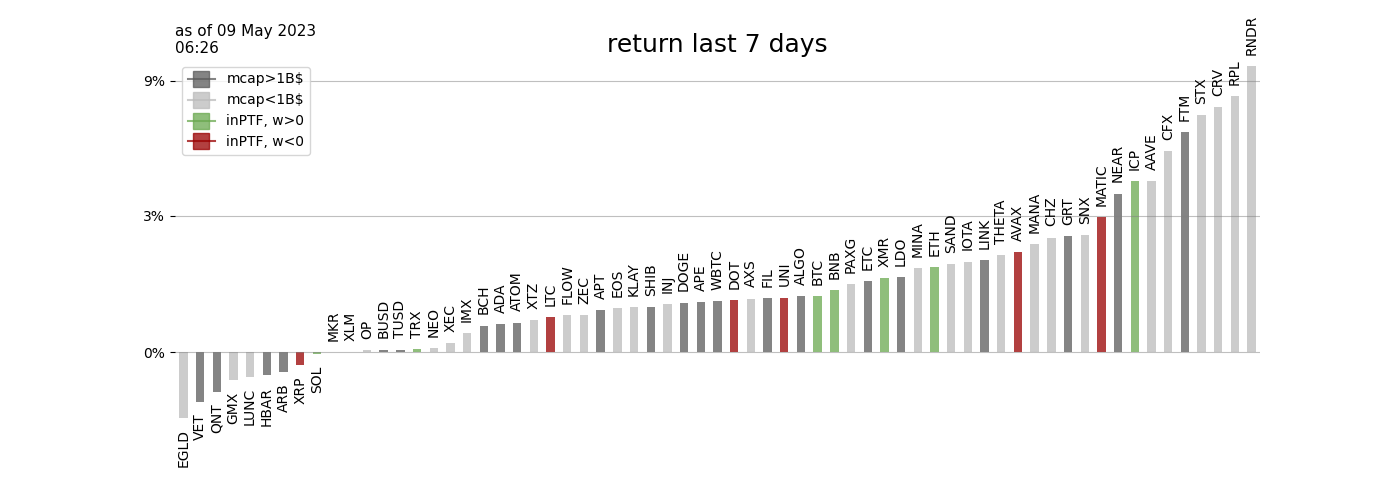 as of 09 May 2023
06:26
return last 7 days
mcap>1B$
mcap<1B$
inPTF, w>0
inPTF, w<0
9%
3%
0%
EGLD
VET
QNT
GMX
LUNC
HBAR
ARB
XRP
SOL
MKR
XLM
OP
BUSD
TUSD
TRX
NEO
XEC
IMX
BCH
ADA
ATOM
XTZ
LTC
FLOW
ZEC
APT
EOS
KLAY
SHIB
INJ
DOGE
APE
WBTC
DOT
AXS
FIL
UNI
ALGO
BTC
BNB
PAXG
ETC
XMR
LDO
MINA
ETH
SAND
IOTA
LINK
THETA
AVAX
MANA
CHZ
GRT
SNX
MATIC
NEAR
ICP
AAVE
CFX
FTM
STX
CRV
RPL
RNDR